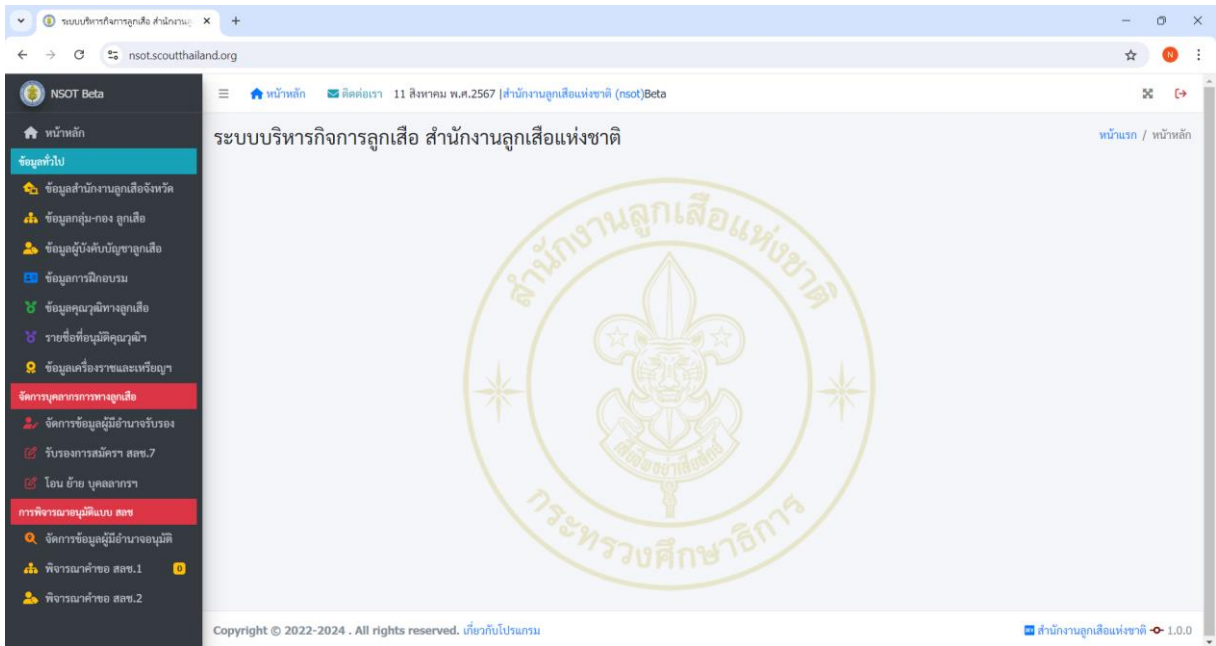 ระบบบริหารกิจการลูกเสือ สำนักงานลู
nsot.scoutthailand.org
N
NSOT Beta
หน้าหลัก
ติดต่อเรา
11 สิงหาคม พ.ศ.2567 |สำนักงานลูกเสือแห่งชาติ (nsot)Beta
หน้าหลัก
ข้อมูลทั่วไป
ข้อมูลสำนักงานลูกเสือจังหวัด
ข้อมูลกลุ่ม-กอง ลูกเสือ
ข้อมูลผู้บังคับบัญชาลูกเสือ
ข้อมูลการฝึกอบรม
ข้อมูลคุณวุฒิทางลูกเสือ
รายชื่อที่อนุมัติคุณวุฒิฯ
ข้อมูลเครื่องราชและเหรียญฯ
จัดการบุคลากรการทางลูกเสือ
จัดการข้อมูลผู้มีอำนาจรับรอง
รับรองการสมัครฯ สลช.7
โอน ย้าย บุคลลากรฯ
การพิจารณาอนุมัติแบบ สลช
จัดการข้อมูลผู้มีอำนาจอนุมัติ
พิจารณาคำขอ สลช.1 0
พิจารณาคำขอ สลช.2
ระบบบริหารกิจการลูกเสือ สำนักงานลูกเสือแห่งชาติ
หน้าแรก / หน้าหลัก
สำนักงานลูกเสือแห่งชาติ
เสียชีพอย่าเสียสัตย์
กระทรวงศึกษาธิการ
Copyright © 2022-2024 . All rights reserved. เกี่ยวกับโปรแกรม
สำนักงานลูกเสือแห่งชาติ 1.0.0